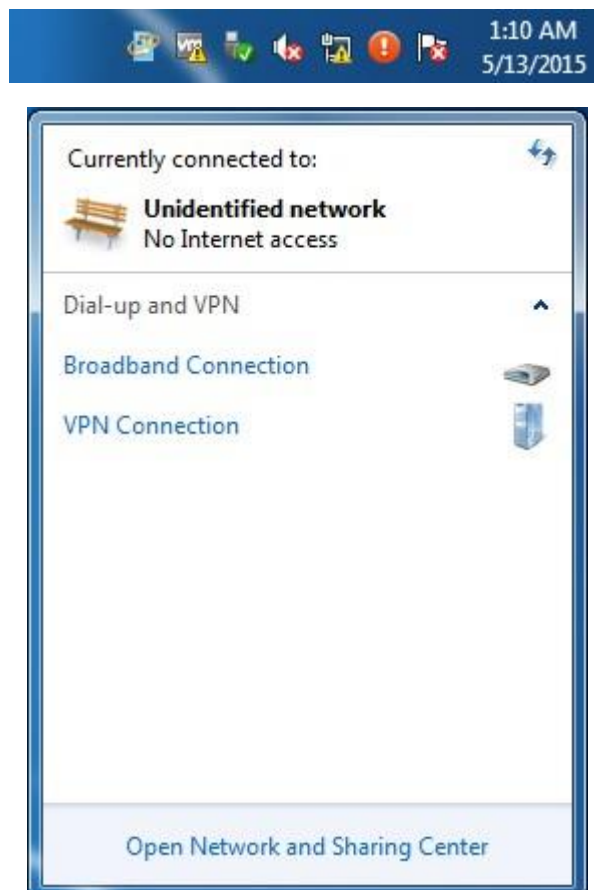 1:10 AM
5/13/2015
Currently connected to:
Unidentified network
No Internet access
Dial-up and VPN
Broadband Connection
VPN Connection
Open Network and Sharing Center